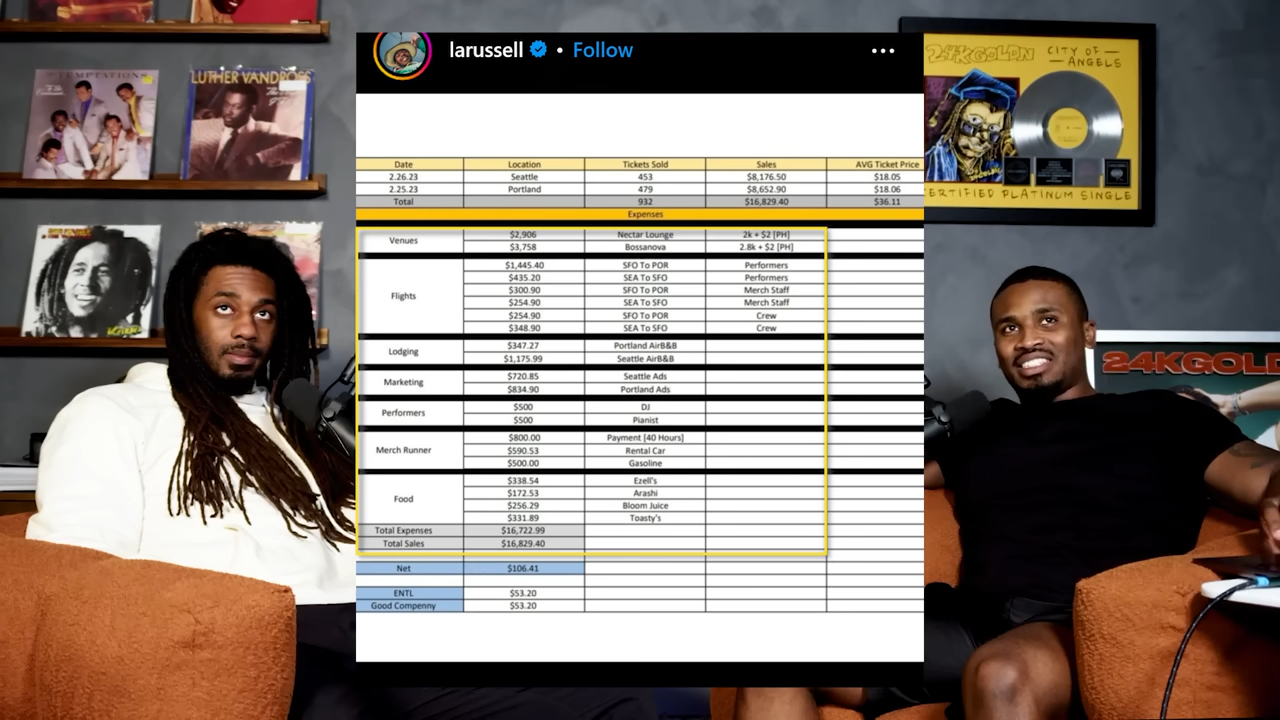 larussell • Follow
Date Location Tickets Sold Sales AVG Ticket Price
2.26.23 Seattle 453 $8,176.50 $18.05
2.25.23 Portland 479 $8,652.90 $18.06
Total 932 $16,829.40 $36.11
Expenses
Venues
$2,906 Nectar Lounge 2k + $2 [PH]
$3,758 Bossanova 2.8k + $2 [PH]
Flights
$1,445.40 SFO To POR Performers
$435.20 SEA To SFO Performers
$300.90 SFO To POR Merch Staff
$254.90 SEA To SFO Merch Staff
$254.90 SFO To POR Crew
$348.90 SEA To SFO Crew
Lodging
$347.27 Portland AirB&B
$1,175.99 Seattle AirB&B
Marketing
$720.85 Seattle Ads
$834.90 Portland Ads
Performers
$500 DJ
$500 Pianist
Merch Runner
$800.00 Payment [40 Hours]
$590.53 Rental Car
$500.00 Gasoline
Food
$338.54 Ezell's
$172.53 Arashi
$256.29 Bloom Juice
$331.89 Toasty's
Total Expenses $16,722.99
Total Sales $16,829.40
Net $106.41
ENTL $53.20
Good Compenny $53.20
TEMPTATIONS
LUTHER VANDROSS
24KGOLDN
CITY OF
ANGELS
CERTIFIED PLATINUM SINGLE
24KGOLD